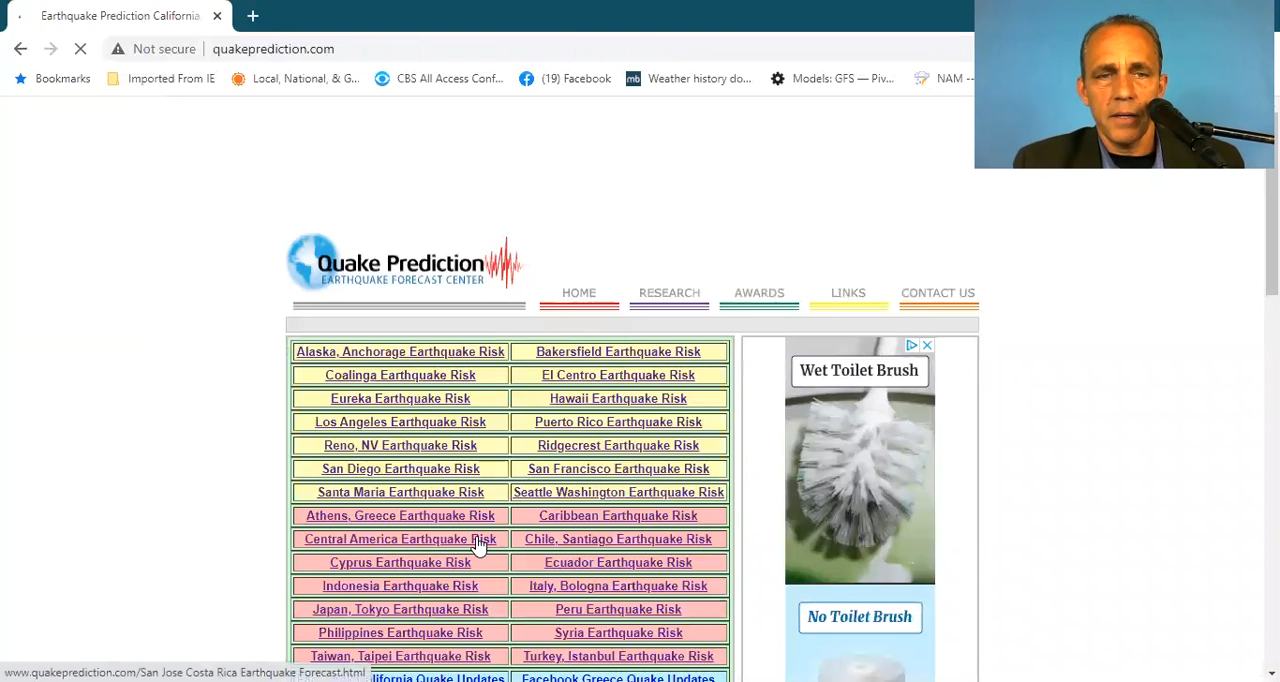 Earthquake Prediction California,
Not secure quakeprediction.com
Bookmarks Imported From IE Local, National, & G... CBS All Access Conf... (19) Facebook Weather history do... Models: GFS — Piv... NAM --
Quake Prediction
EARTHQUAKE FORECAST CENTER
HOME RESEARCH AWARDS LINKS CONTACT US
Alaska, Anchorage Earthquake Risk Bakersfield Earthquake Risk
Coalinga Earthquake Risk El Centro Earthquake Risk
Eureka Earthquake Risk Hawaii Earthquake Risk
Los Angeles Earthquake Risk Puerto Rico Earthquake Risk
Reno, NV Earthquake Risk Ridgecrest Earthquake Risk
San Diego Earthquake Risk San Francisco Earthquake Risk
Santa Maria Earthquake Risk Seattle Washington Earthquake Risk
Athens, Greece Earthquake Risk Caribbean Earthquake Risk
Central America Earthquake Risk Chile, Santiago Earthquake Risk
Cyprus Earthquake Risk Ecuador Earthquake Risk
Indonesia Earthquake Risk Italy, Bologna Earthquake Risk
Japan, Tokyo Earthquake Risk Peru Earthquake Risk
Philippines Earthquake Risk Syria Earthquake Risk
Taiwan, Taipei Earthquake Risk Turkey, Istanbul Earthquake Risk
California Quake Updates Facebook Greece Quake Updates
Wet Toilet Brush
No Toilet Brush
www.quakeprediction.com/San Jose Costa Rica Earthquake Forecast.html